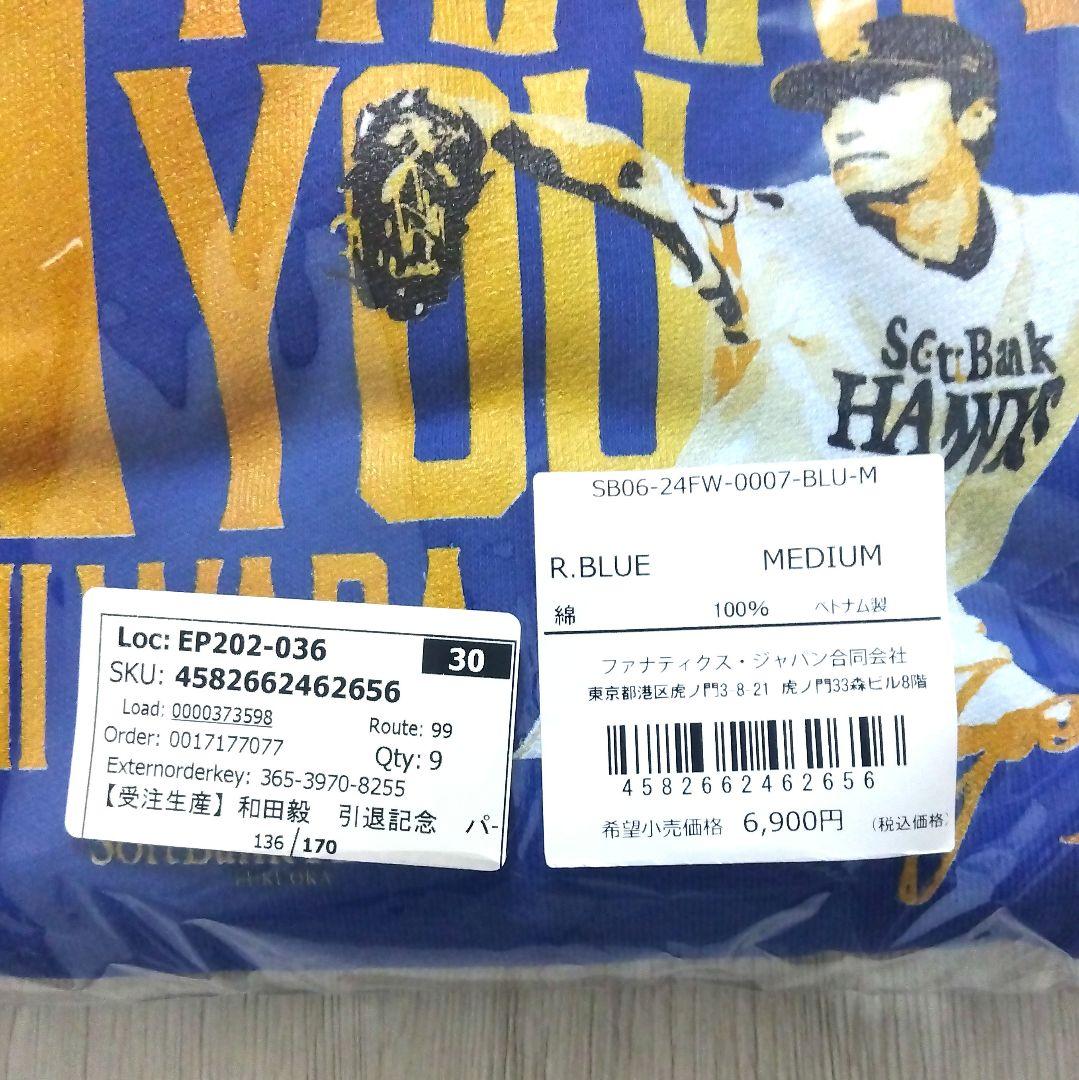 YOU
SoftBank
HAWKS
WADA
SB06-24FW-0007-BLU-M
R.BLUE MEDIUM
綿 100% ベトナム製
ファナティクス・ジャパン合同会社
東京都港区虎ノ門3-8-21 虎ノ門33森ビル8階
4582662462656
希望小売価格 6,900円 (税込価格)
Loc: EP202-036 30
SKU: 4582662462656
Load: 0000373598 Route: 99
Order: 0017177077 Qty: 9
Externorderkey: 365-3970-8255
【受注生産】和田毅 引退記念 パ-
136/170
SoftBank
FUKUOKA